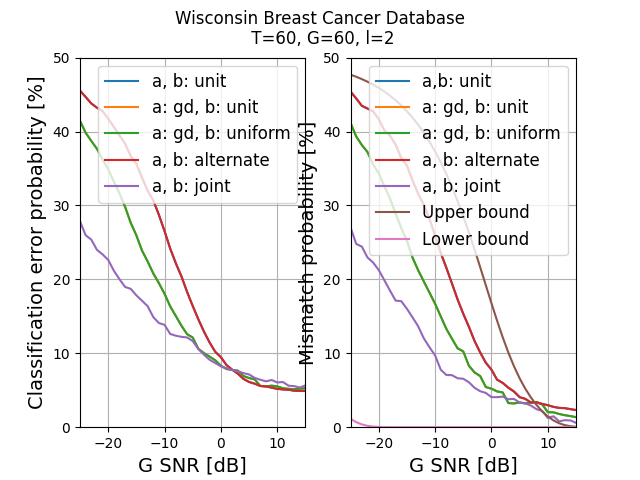 Wisconsin Breast Cancer Database
T=60, G=60, l=2
Classification error probability [%]
50
40
30
20
10
0
a, b: unit
a: gd, b: unit
a: gd, b: uniform
a, b: alternate
a, b: joint
−20
−10
0
10
G SNR [dB]
Mismatch probability [%]
50
40
30
20
10
0
a,b: unit
a: gd, b: unit
a: gd, b: uniform
a, b: alternate
a, b: joint
Upper bound
Lower bound
−20
−10
0
10
G SNR [dB]